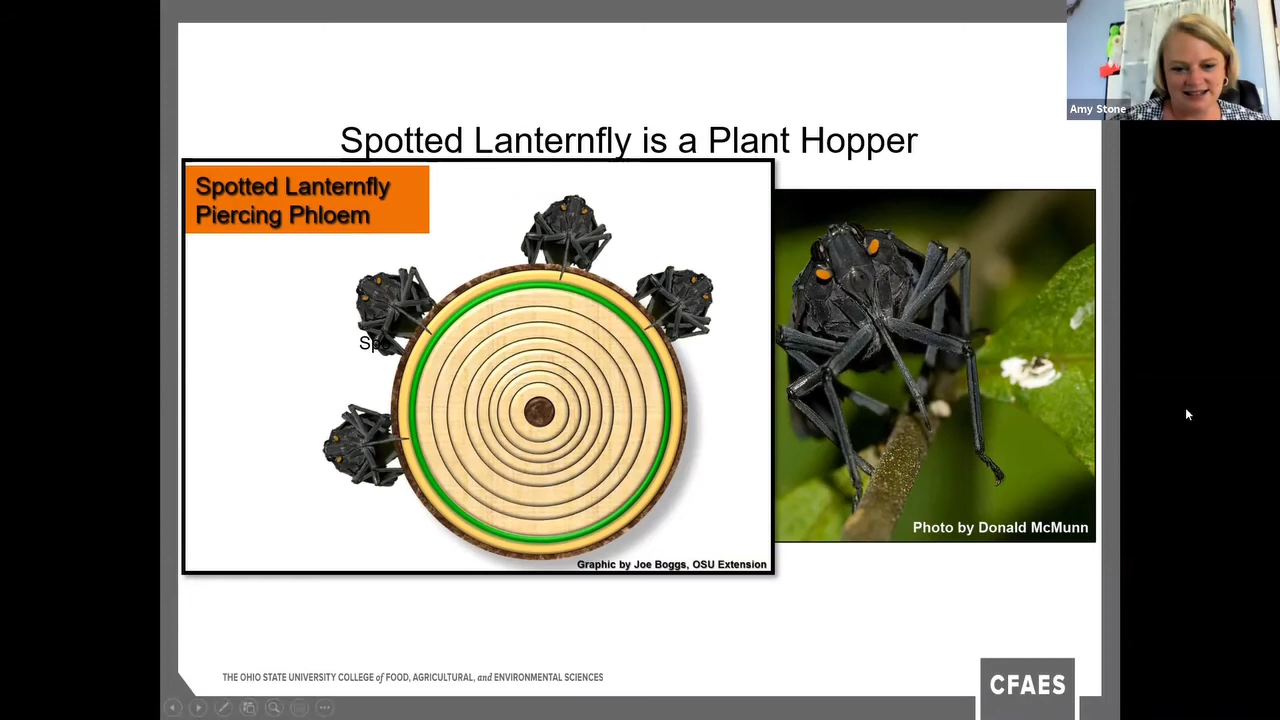 Amy Stone
Spotted Lanternfly is a Plant Hopper
Spotted Lanternfly
Piercing Phloem
Sp
Photo by Donald McMunn
Graphic by Joe Boggs, OSU Extension
THE OHIO STATE UNIVERSITY COLLEGE of FOOD, AGRICULTURAL, and ENVIRONMENTAL SCIENCES
CFAES